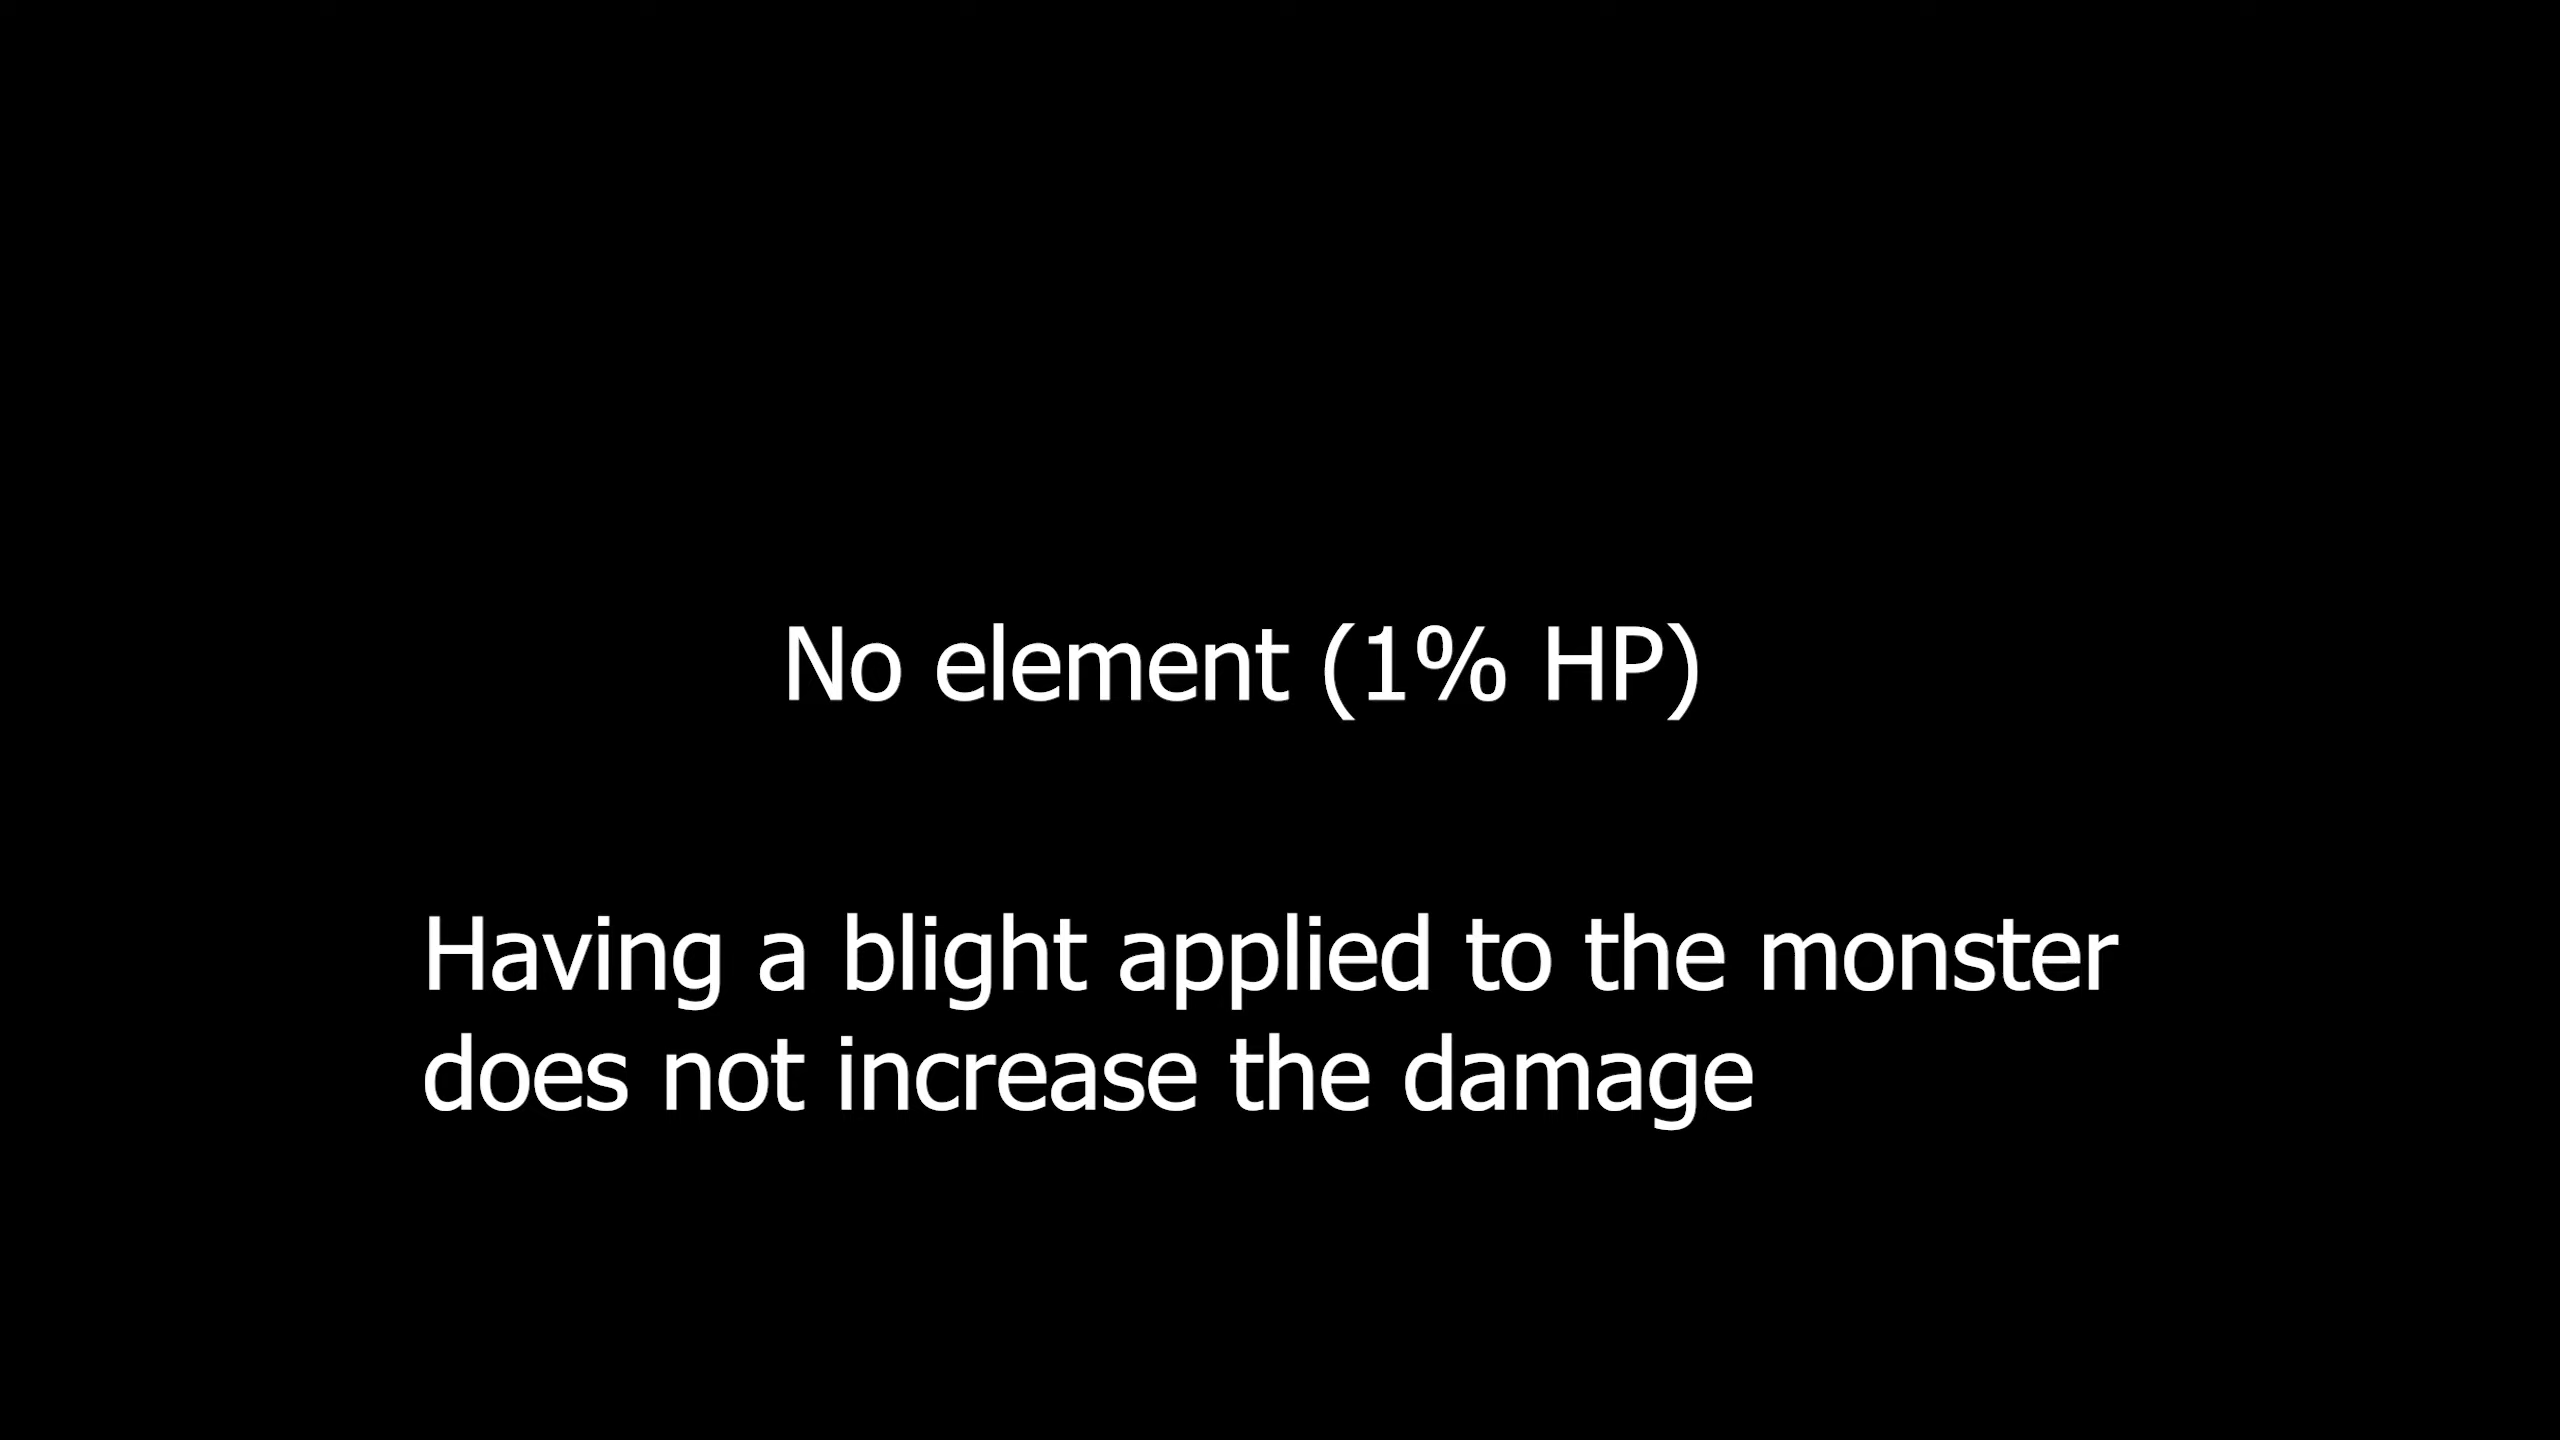 No element (1% HP)
Having a blight applied to the monster
does not increase the damage